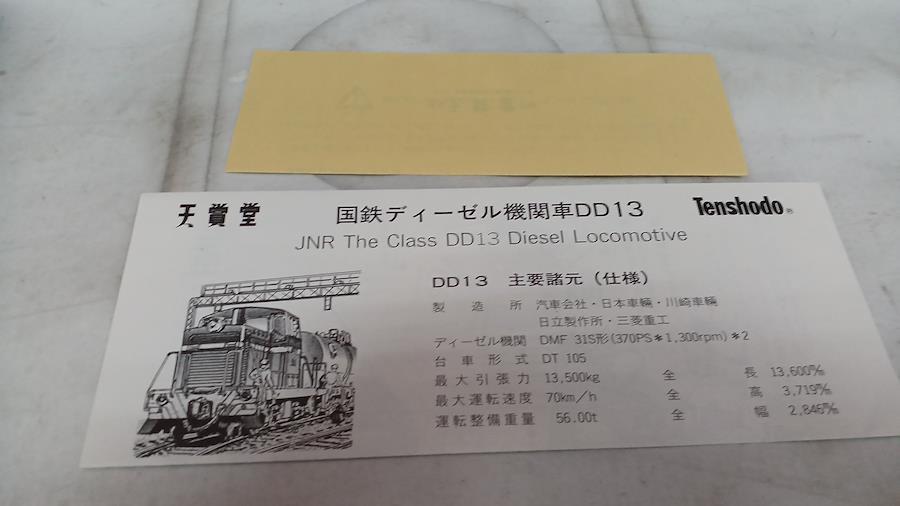 天賞堂
国鉄ディーゼル機関車DD13
Tenshodo®
JNR The Class DD13 Diesel Locomotive
DD13 主要諸元（仕様）
製造所 汽車会社・日本車輛・川崎車輛
日立製作所・三菱重工
ディーゼル機関 DMF 31S形(370PS*1,300rpm)*2
台車形式 DT 105
最大引張力 13,500kg 全長 13,600m/m
最大運転速度 70km/h 全高 3,719m/m
運転整備重量 56.00t 全幅 2,846m/m